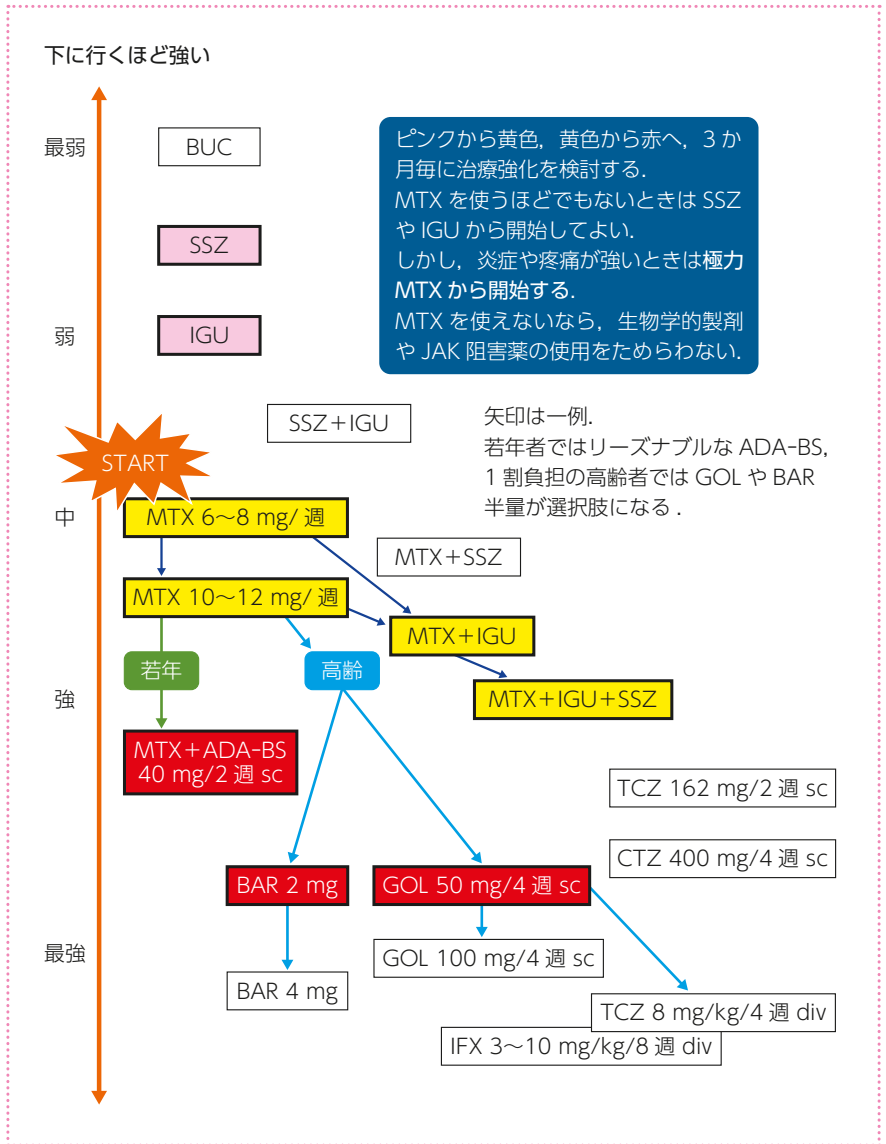 下に行くほど強い
最弱
BUC
ピンクから黄色，黄色から赤へ，3 か
月毎に治療強化を検討する．
MTX を使うほどでもないときは SSZ
や IGU から開始してよい．
しかし，炎症や疼痛が強いときは極力
MTX から開始する．
MTX を使えないなら，生物学的製剤
や JAK 阻害薬の使用をためらわない．
SSZ
弱
IGU
SSZ＋IGU
矢印は一例．
若年者ではリーズナブルな ADA-BS，
1 割負担の高齢者では GOL や BAR
半量が選択肢になる．
START
中
MTX 6〜8 mg/ 週
MTX＋SSZ
MTX 10〜12 mg/ 週
MTX＋IGU
若年
高齢
強
MTX＋IGU＋SSZ
MTX＋ADA-BS
40 mg/2 週 sc
TCZ 162 mg/2 週 sc
CTZ 400 mg/4 週 sc
BAR 2 mg
GOL 50 mg/4 週 sc
最強
GOL 100 mg/4 週 sc
BAR 4 mg
TCZ 8 mg/kg/4 週 div
IFX 3〜10 mg/kg/8 週 div